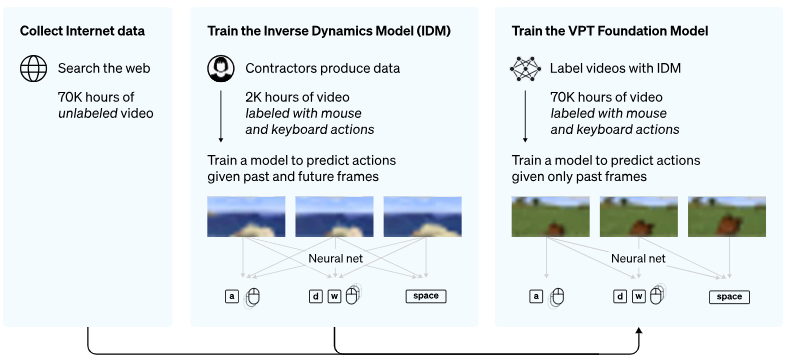 Collect Internet data
Search the web
70K hours of
unlabeled video
Train the Inverse Dynamics Model (IDM)
Contractors produce data
2K hours of video
labeled with mouse
and keyboard actions
Train a model to predict actions
given past and future frames
Neural net
a
d w
space
Train the VPT Foundation Model
Label videos with IDM
70K hours of video
labeled with mouse
and keyboard actions
Train a model to predict actions
given only past frames
Neural net
a
d w
space